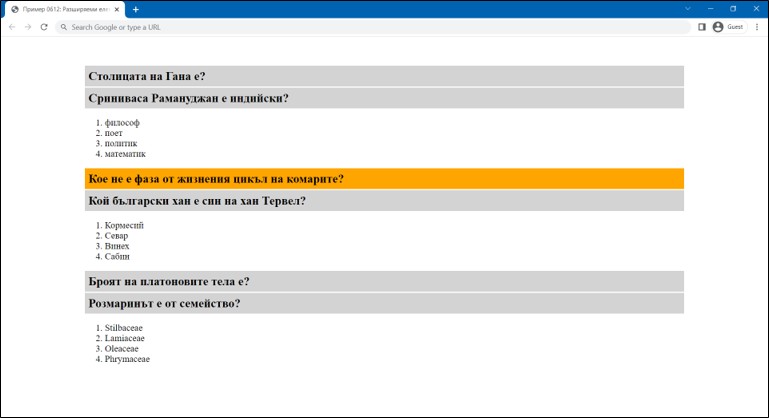 Пример 0612: Разширяеми
Search Google or type a URL
Guest
Столицата на Гана е?
Сриниваса Рамануджан е индийски?
1. философ
2. поет
3. политик
4. математик
Кое не е фаза от жизнения цикъл на комарите?
Кой български хан е син на хан Тервел?
1. Кормесий
2. Севар
3. Винех
4. Сабин
Броят на платоновите тела е?
Розмаринът е от семейство?
1. Stilbaceae
2. Lamiaceae
3. Oleaceae
4. Phrymaceae